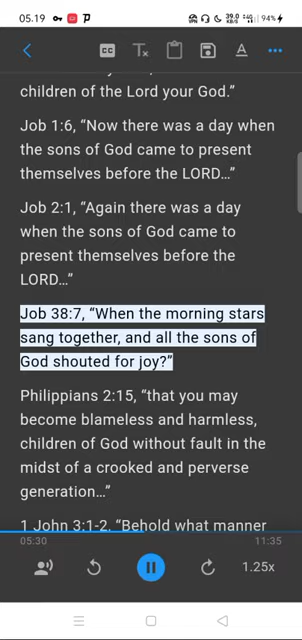 05.19
39.0
KB/S
94%
CC
children of the Lord your God.”
Job 1:6, “Now there was a day when
the sons of God came to present
themselves before the LORD…”
Job 2:1, “Again there was a day
when the sons of God came to
present themselves before the
LORD…”
Job 38:7, “When the morning stars
sang together, and all the sons of
God shouted for joy?”
Philippians 2:15, “that you may
become blameless and harmless,
children of God without fault in the
midst of a crooked and perverse
generation…”
1 John 3:1-2, “Behold what manner
05:30
11:35
1.25x